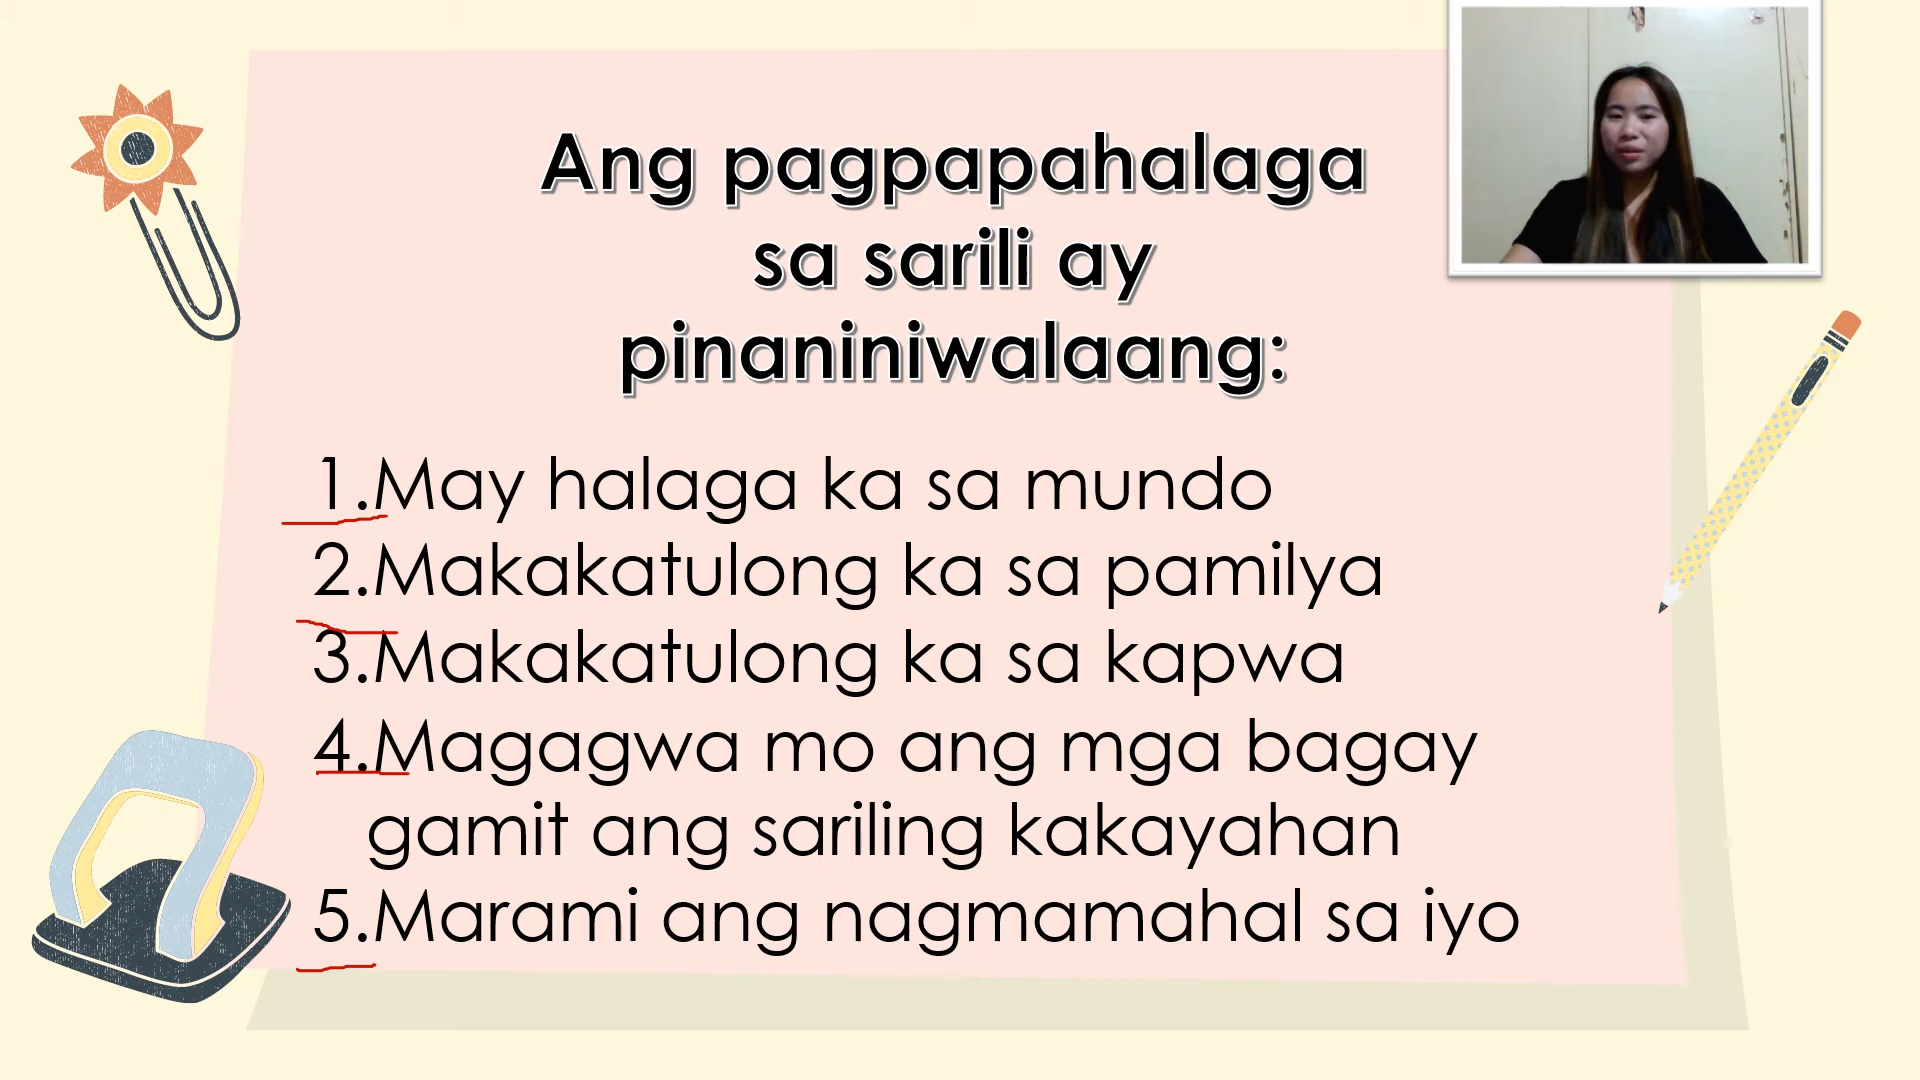 Ang pagpapahalaga
sa sarili ay
pinaniniwalaang:
1.May halaga ka sa mundo
2.Makakatulong ka sa pamilya
3.Makakatulong ka sa kapwa
4.Magagwa mo ang mga bagay
gamit ang sariling kakayahan
5.Marami ang nagmamahal sa iyo